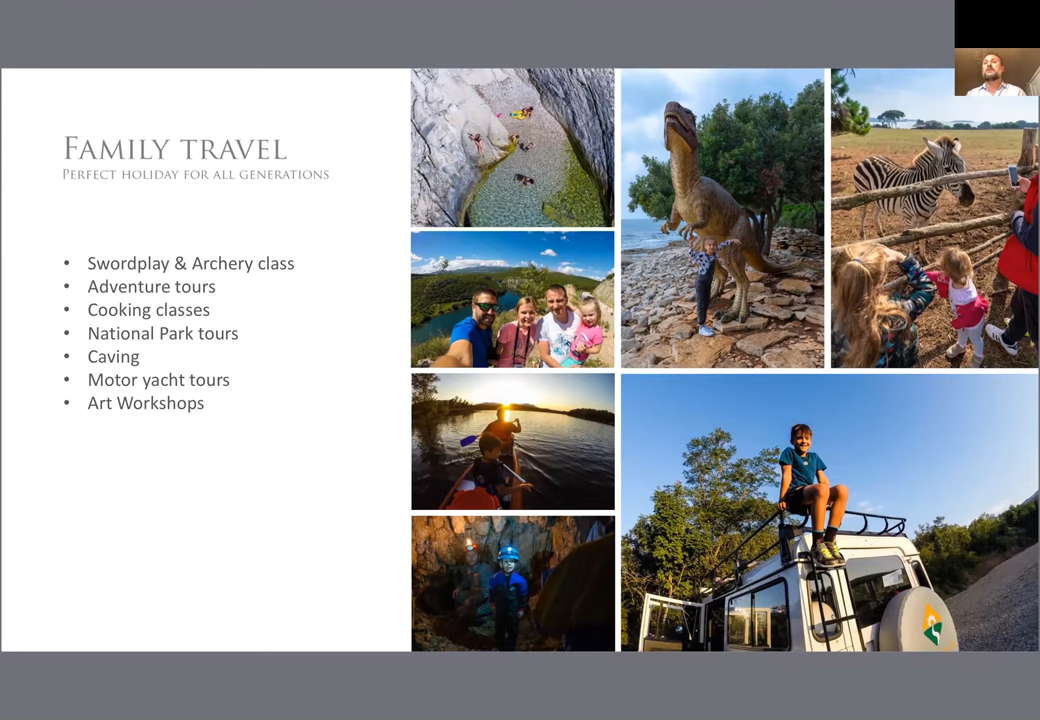 Family travel
Perfect holiday for all generations
• Swordplay & Archery class
• Adventure tours
• Cooking classes
• National Park tours
• Caving
• Motor yacht tours
• Art Workshops